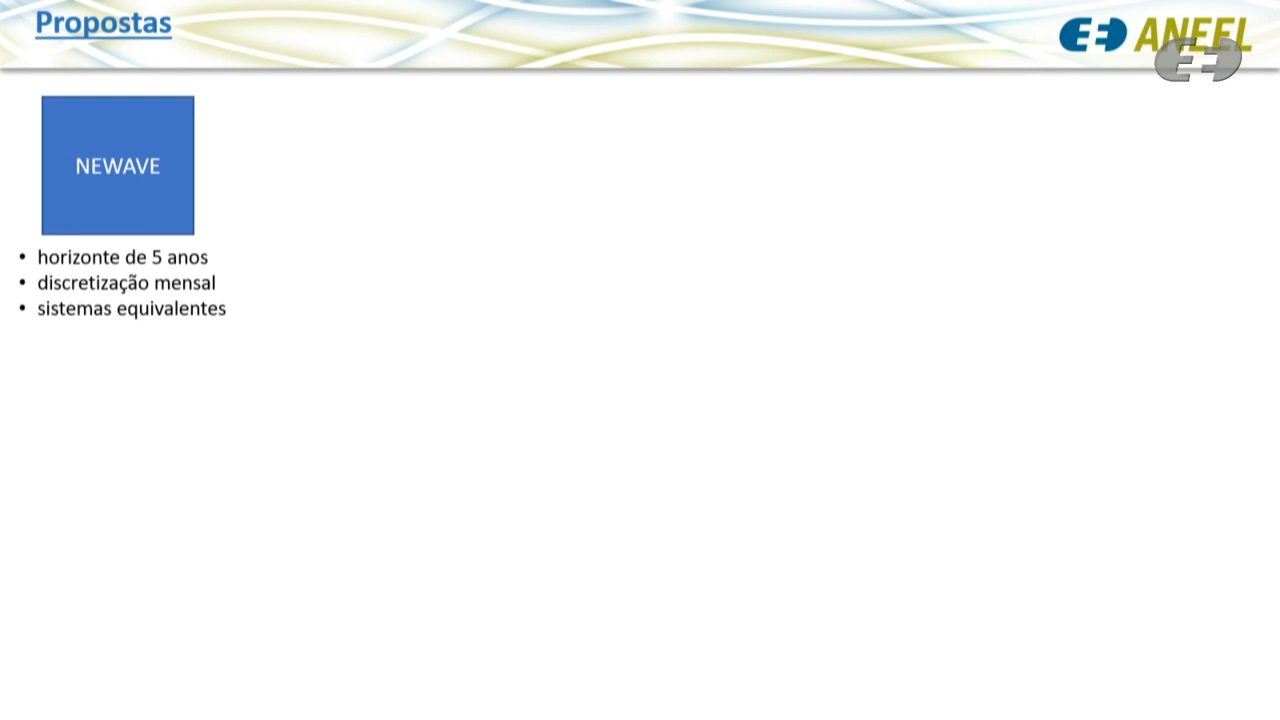 Propostas
ANEEL
NEWAVE
• horizonte de 5 anos
• discretização mensal
• sistemas equivalentes